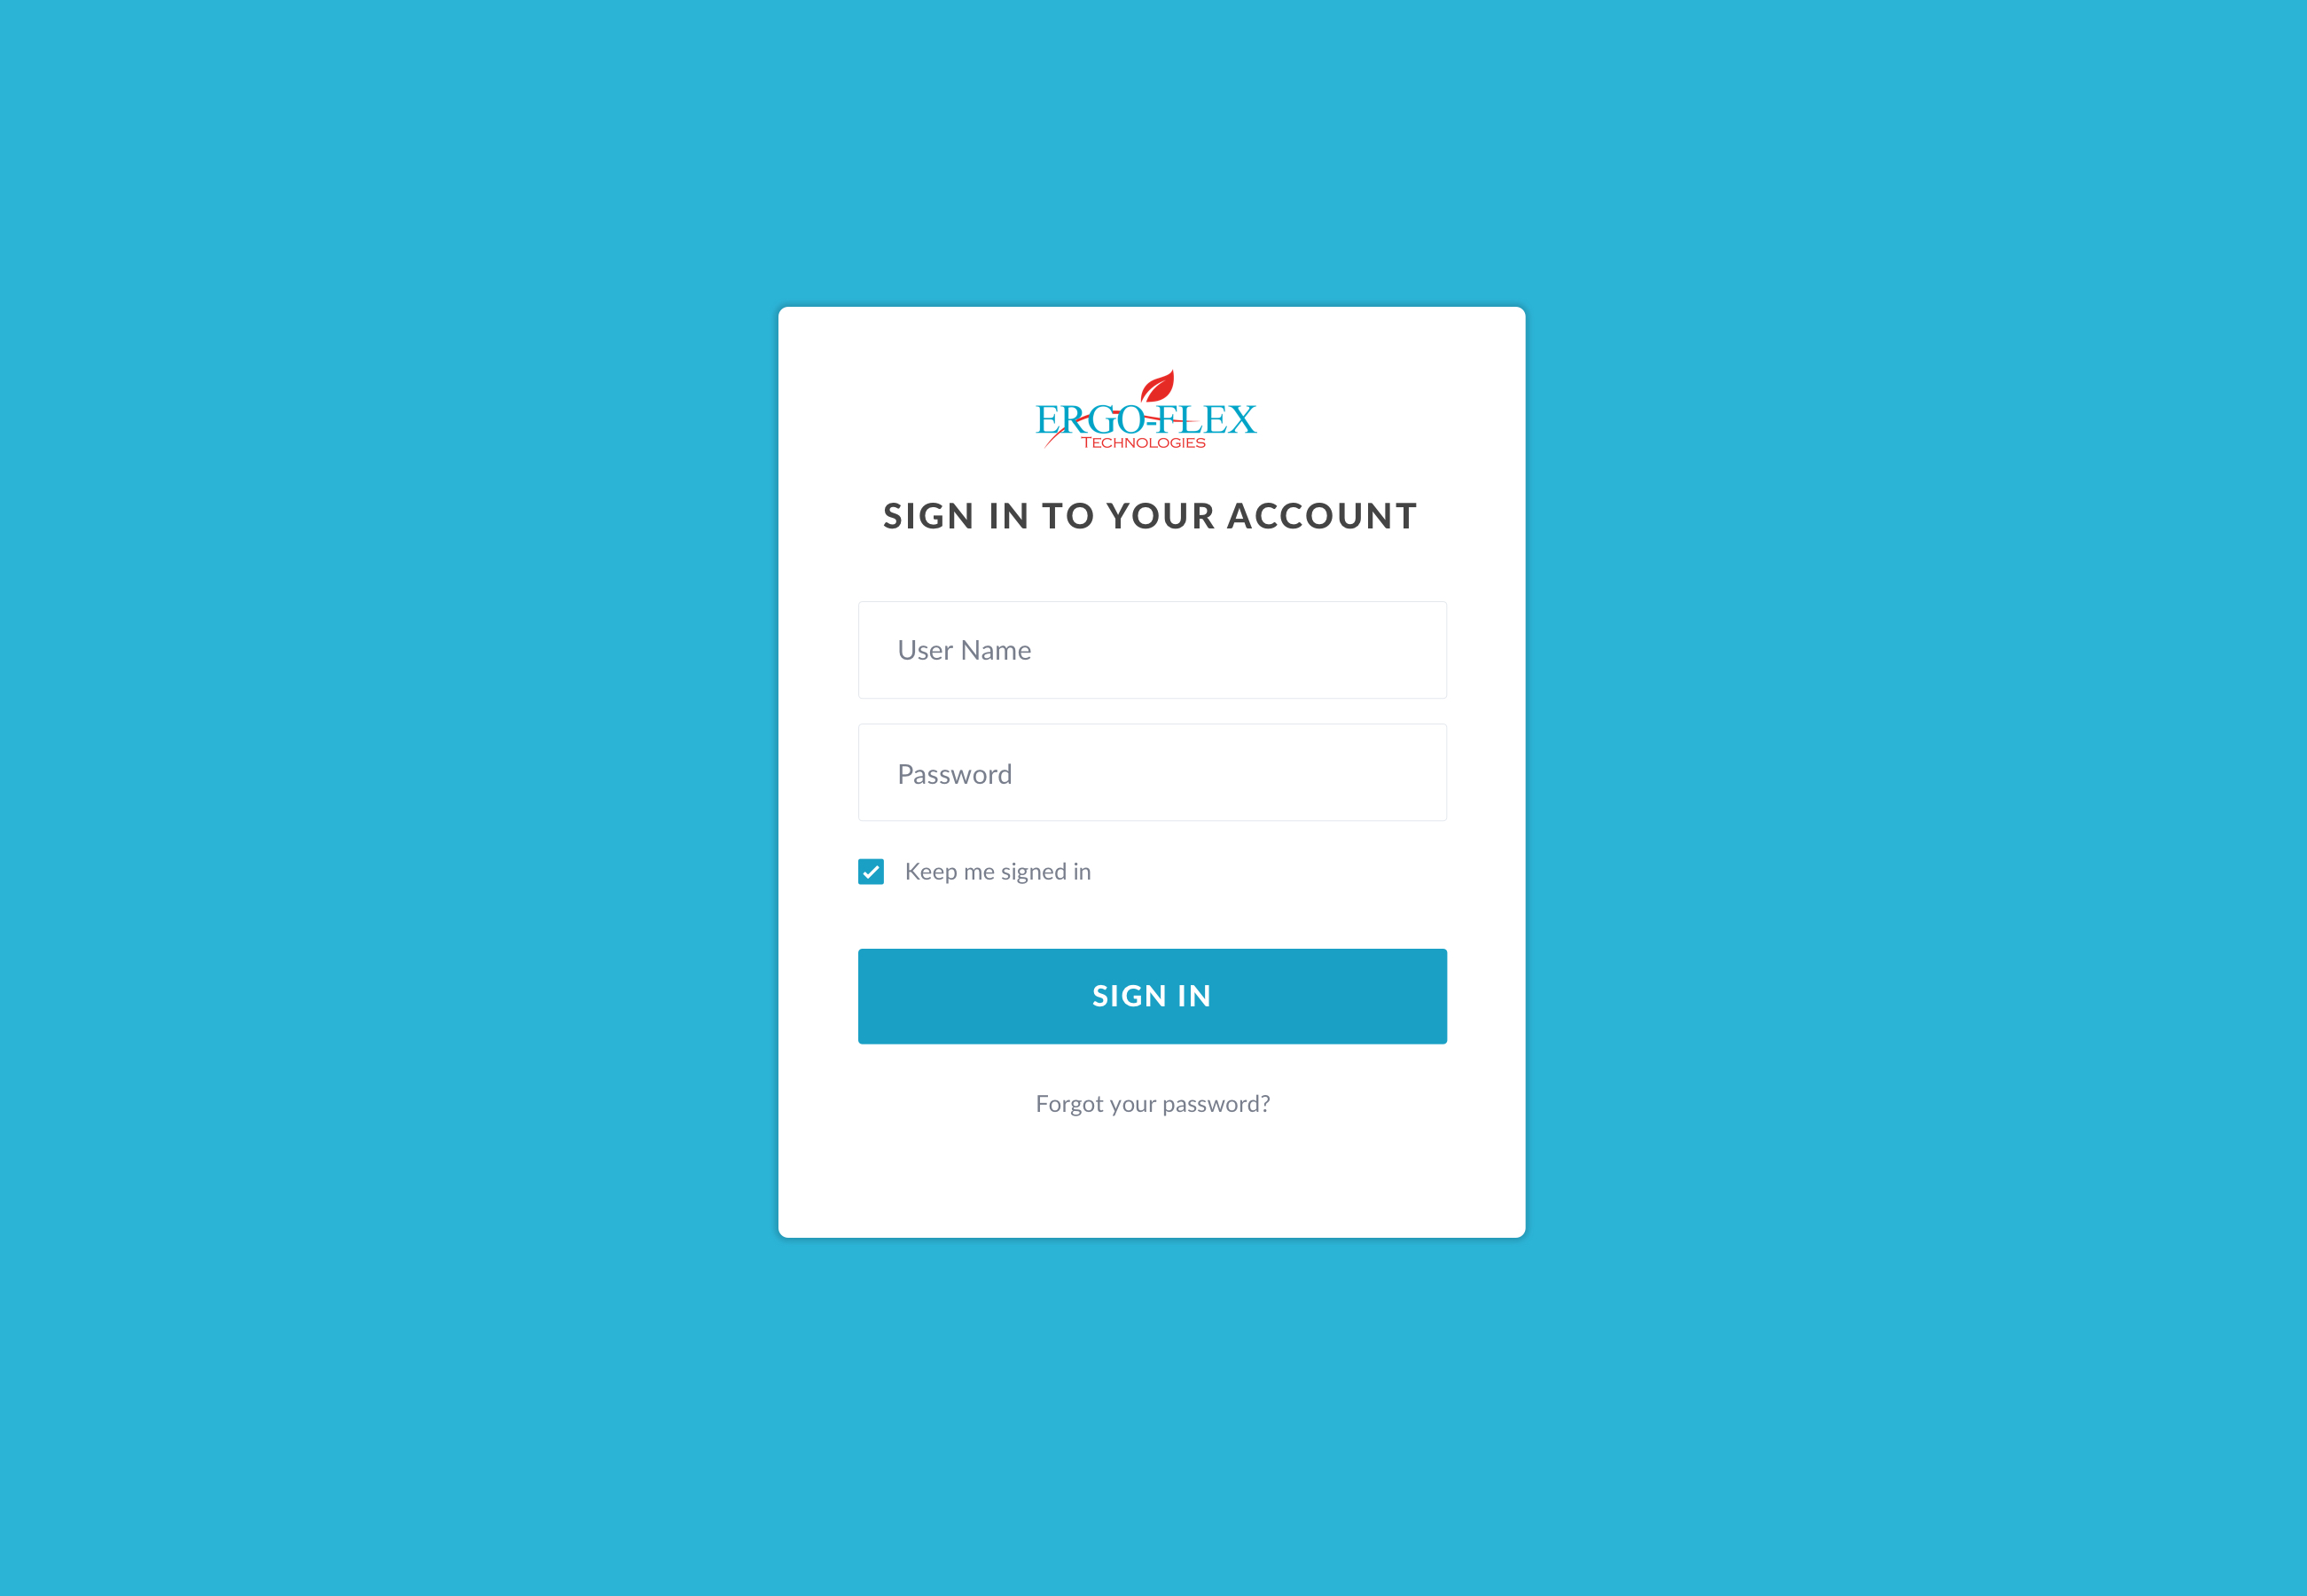 ERGO-FLEX
TECHNOLOGIES
SIGN IN TO YOUR ACCOUNT
User Name
Password
Keep me signed in
SIGN IN
Forgot your password?